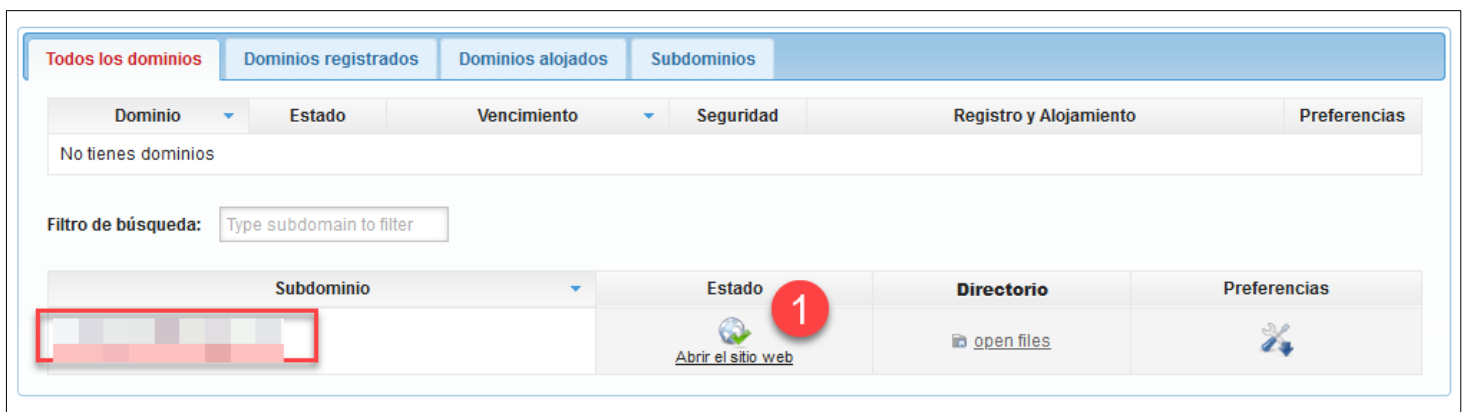 Todos los dominios Dominios registrados Dominios alojados Subdominios
Dominio Estado Vencimiento Seguridad Registro y Alojamiento Preferencias
No tienes dominios
Filtro de búsqueda: Type subdomain to filter
Subdominio Estado Directorio Preferencias
1
Abrir el sitio web open files